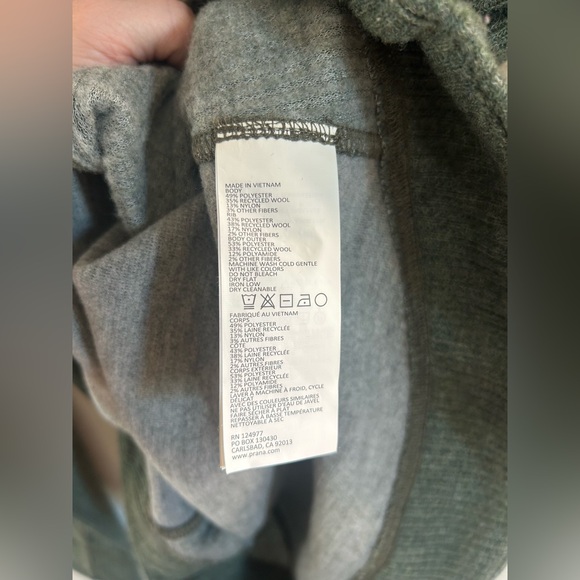 MADE IN VIETNAM
BODY
49% POLYESTER
35% RECYCLED WOOL
13% NYLON
3% OTHER FIBERS
RIB
43% POLYESTER
38% RECYCLED WOOL
17% NYLON
2% OTHER FIBERS
BODY OUTER
53% POLYESTER
33% RECYCLED WOOL
12% POLYAMIDE
2% OTHER FIBERS
MACHINE WASH COLD GENTLE
WITH LIKE COLORS
DO NOT BLEACH
DRY FLAT
IRON LOW
DRY CLEANABLE
FABRIQUÉ AU VIETNAM
CORPS
49% POLYESTER
35% LAINE RECYCLÉE
13% NYLON
3% AUTRES FIBRES
CÔTE
43% POLYESTER
38% LAINE RECYCLÉE
17% NYLON
2% AUTRES FIBRES
CORPS EXTÉRIEUR
53% POLYESTER
33% LAINE RECYCLÉE
12% POLYAMIDE
2% AUTRES FIBRES
LAVER À MACHINE À FROID, CYCLE
DÉLICAT
AVEC DES COULEURS SIMILAIRES
NE PAS UTILISER D'EAU DE JAVEL
FAIRE SÉCHER À PLAT
REPASSER À BASSE TEMPÉRATURE
NETTOYABLE À SEC
RN 124977
PO BOX 130430
CARLSBAD, CA 92013
www.prana.com